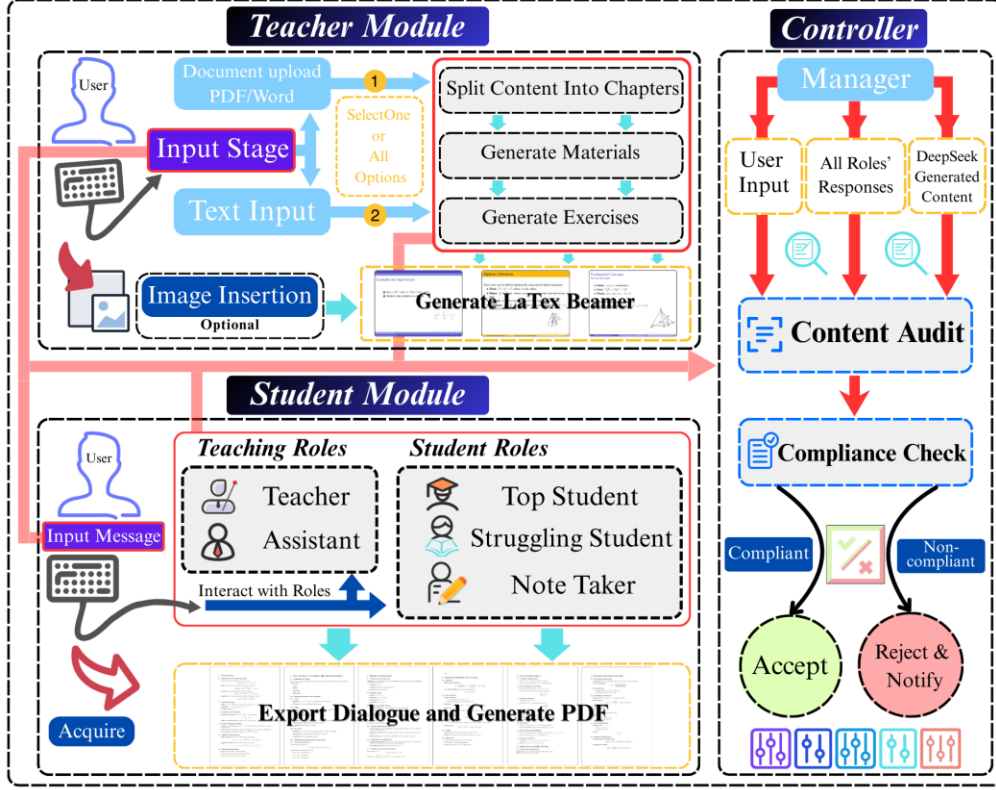 Teacher Module
User
Document upload
PDF/Word
1
SelectOne
or
All
Options
Input Stage
Text Input
2
Split Content Into Chapters
Generate Materials
Generate Exercises
Image Insertion
Optional
Generate LaTex Beamer
Student Module
User
Input Message
Teaching Roles
Teacher
Assistant
Student Roles
Top Student
Struggling Student
Note Taker
Interact with Roles
Acquire
Export Dialogue and Generate PDF
Controller
Manager
User
Input
All Roles’
Responses
DeepSeek
Generated
Content
Content Audit
Compliance Check
Compliant
Non-
compliant
Accept
Reject &
Notify